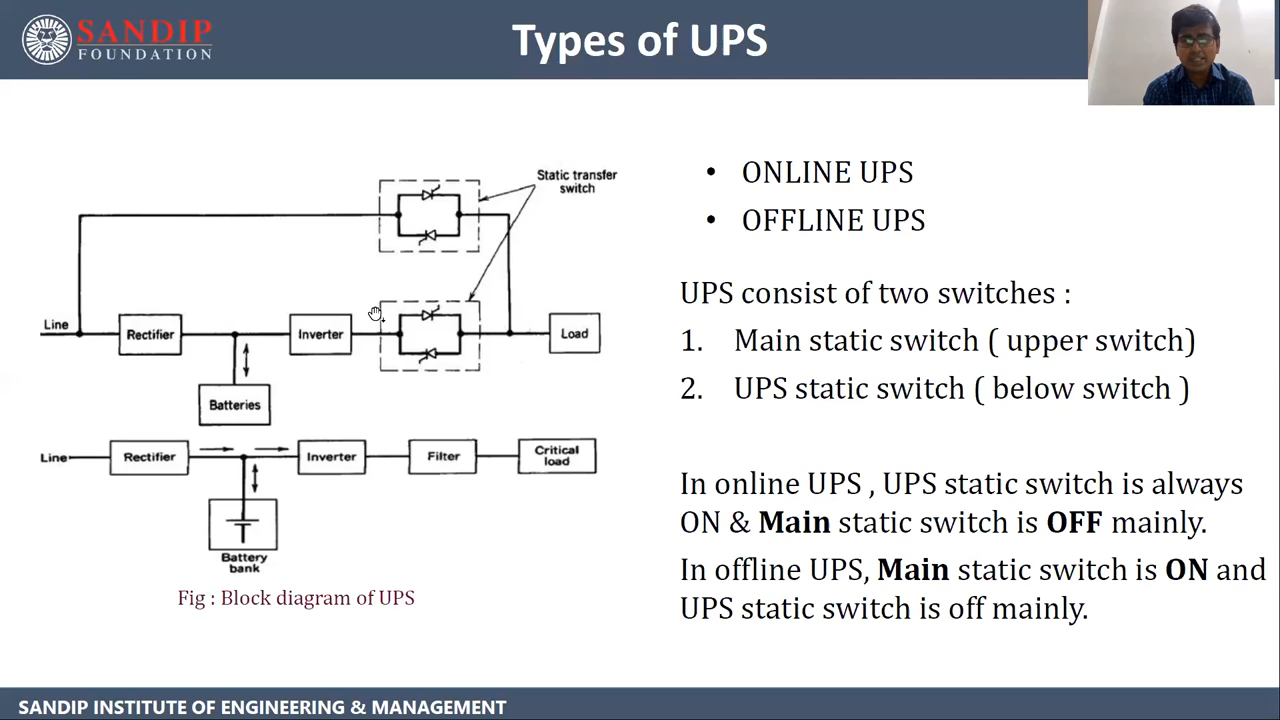 SANDIP
FOUNDATION
Types of UPS
Static transfer
switch
Line
Rectifier
Inverter
Load
Batteries
Line
Rectifier
Inverter
Filter
Critical
load
Battery
bank
Fig : Block diagram of UPS
• ONLINE UPS
• OFFLINE UPS
UPS consist of two switches :
1. Main static switch ( upper switch)
2. UPS static switch ( below switch )
In online UPS , UPS static switch is always
ON & Main static switch is OFF mainly.
In offline UPS, Main static switch is ON and
UPS static switch is off mainly.
SANDIP INSTITUTE OF ENGINEERING & MANAGEMENT